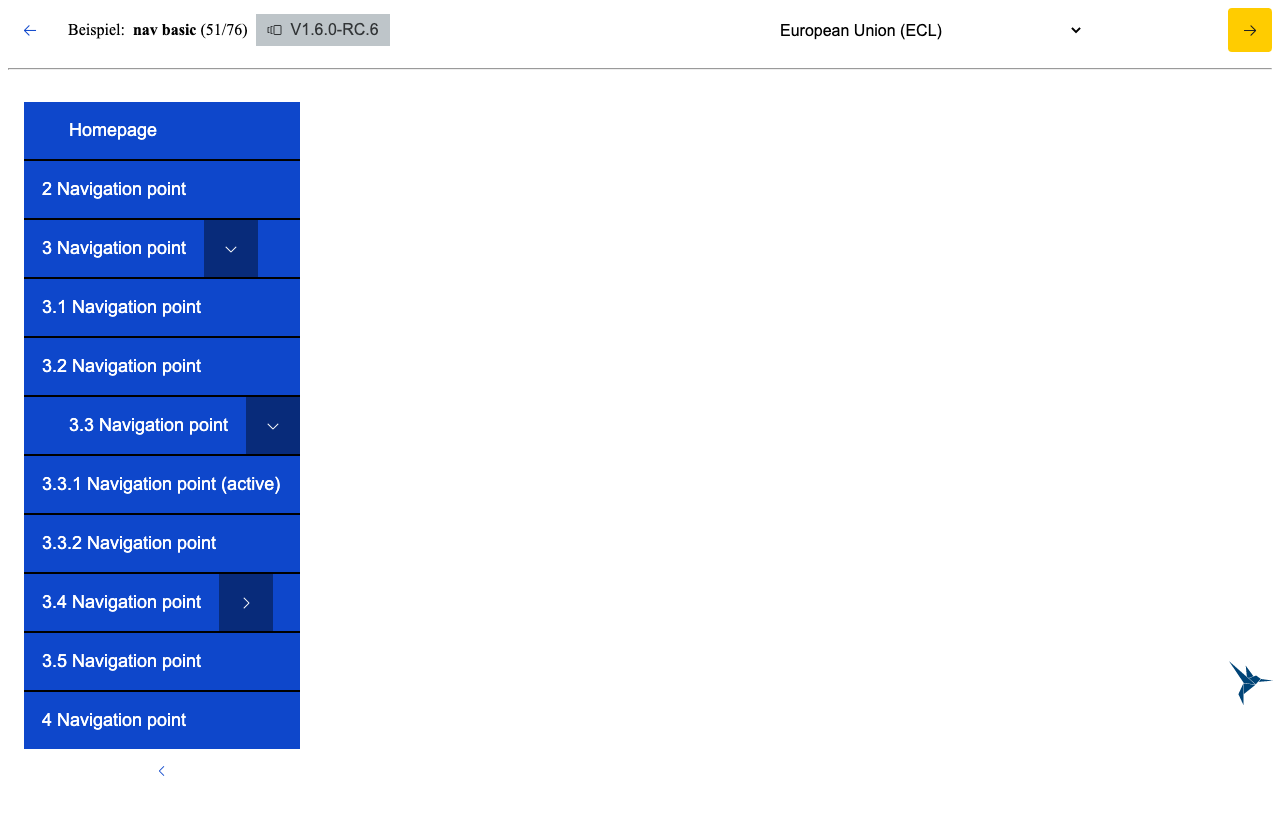 Beispiel: nav basic (51/76) V1.6.0-RC.6 European Union (ECL)
Homepage
2 Navigation point
3 Navigation point
3.1 Navigation point
3.2 Navigation point
3.3 Navigation point
3.3.1 Navigation point (active)
3.3.2 Navigation point
3.4 Navigation point
3.5 Navigation point
4 Navigation point